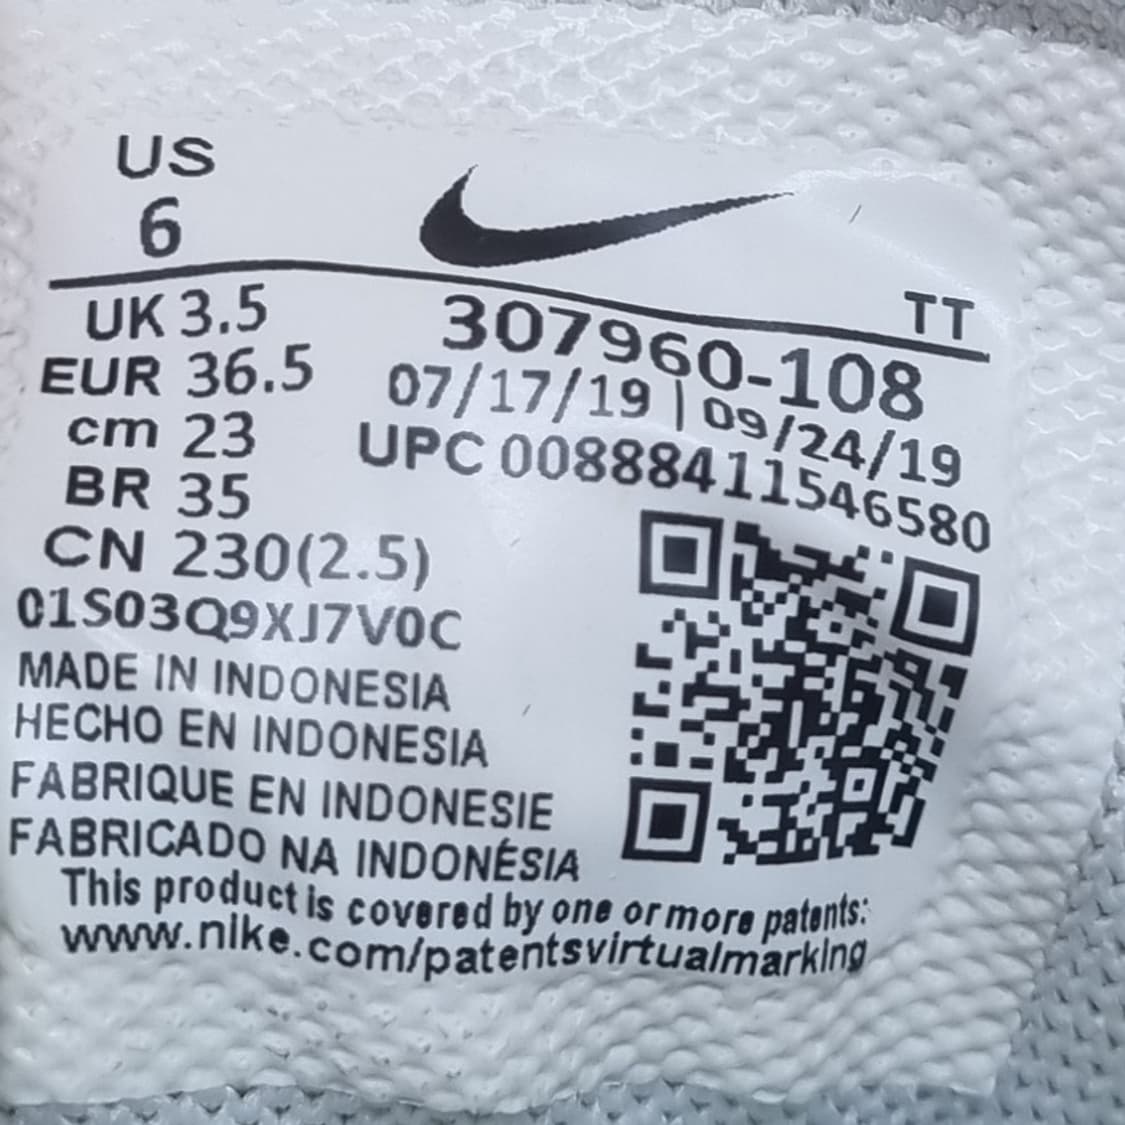 US
6
TT
UK 3.5
307960-108
EUR 36.5
07/17/19 | 09/24/19
cm 23
UPC 00888411546580
BR 35
CN 230(2.5)
01S03Q9XJ7V0C
MADE IN INDONESIA
HECHO EN INDONESIA
FABRIQUE EN INDONESIE
FABRICADO NA INDONÉSIA
This product is covered by one or more patents:
www.nike.com/patentsvirtualmarking